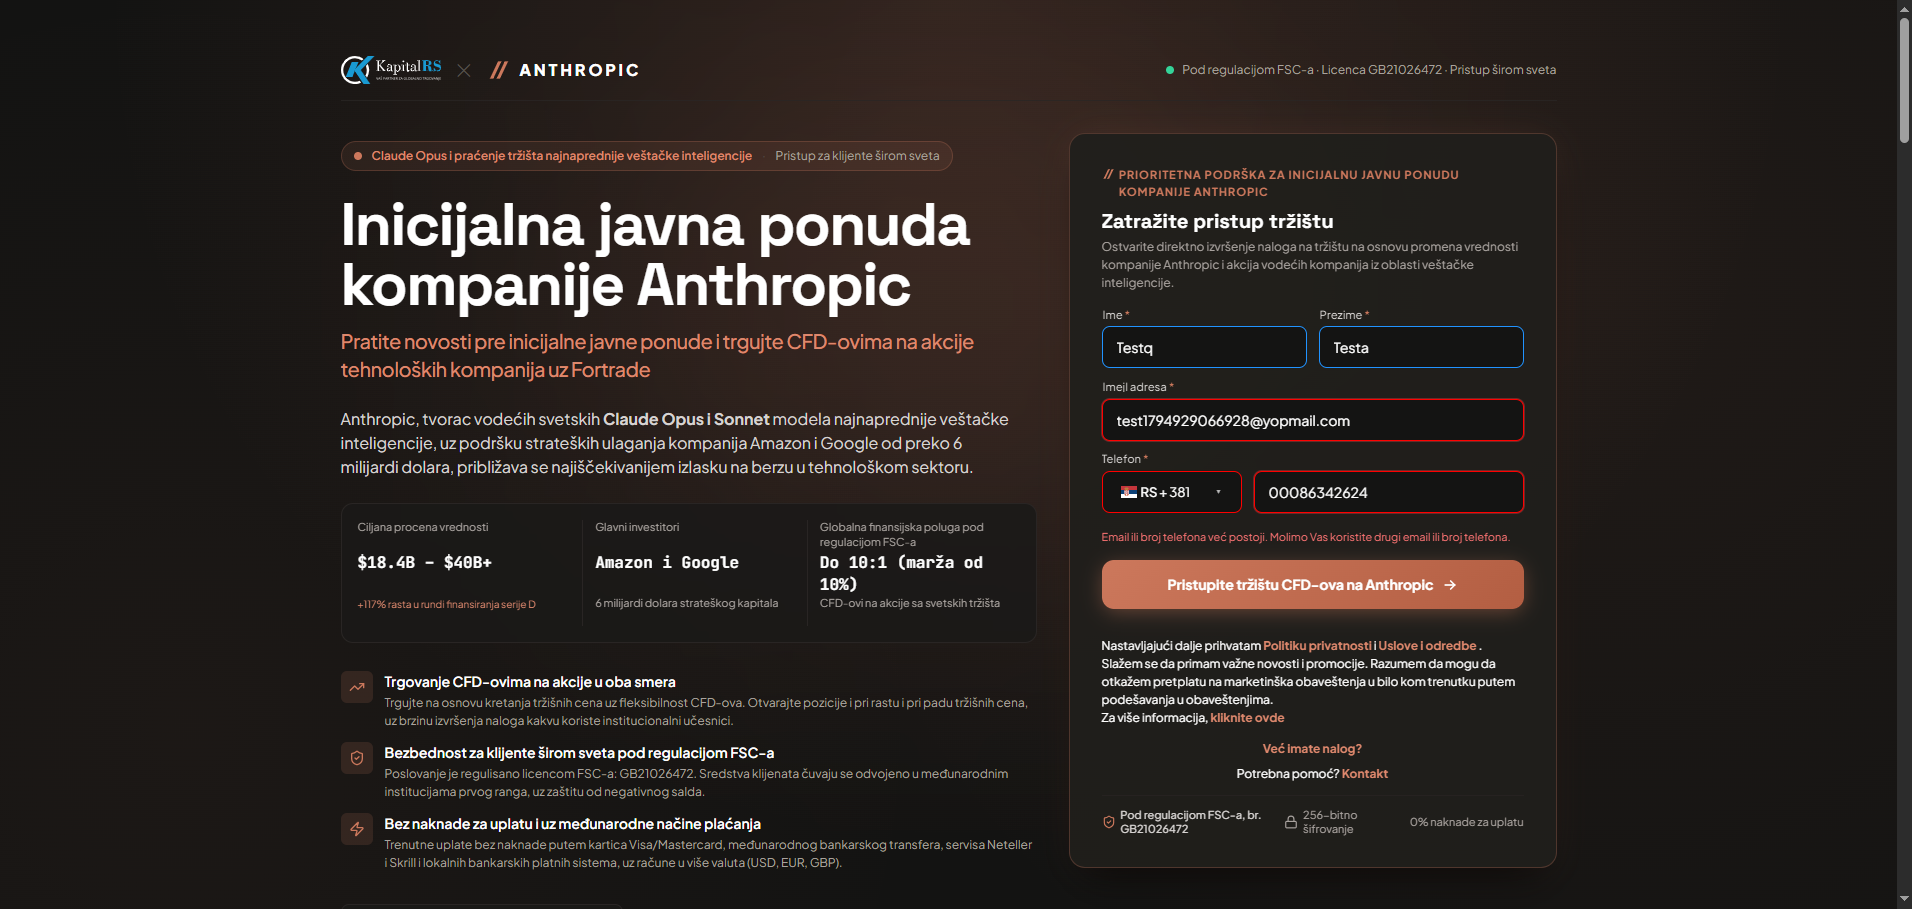 KapitalRS
VAŠ PARTNER ZA GLOBALNO TRGOVANJE
ANTHROPIC
Pod regulacijom FSC-a · Licenca GB21026472 · Pristup širom sveta
Claude Opus i praćenje tržišta najnaprednije veštačke inteligencije · Pristup za klijente širom sveta
Inicijalna javna ponuda
kompanije Anthropic
Pratite novosti pre inicijalne javne ponude i trgujte CFD-ovima na akcije
tehnoloških kompanija uz Fortrade
Anthropic, tvorac vodećih svetskih Claude Opus i Sonnet modela najnaprednije veštačke
inteligencije, uz podršku strateških ulaganja kompanija Amazon i Google od preko 6
milijardi dolara, približava se najiščekivanijem izlasku na berzu u tehnološkom sektoru.
Ciljana procena vrednosti
$18.4B – $40B+
+117% rasta u rundi finansiranja serije D
Glavni investitori
Amazon i Google
6 milijardi dolara strateškog kapitala
Globalna finansijska poluga pod
regulacijom FSC-a
Do 10:1 (marža od
10%)
CFD-ovi na akcije sa svetskih tržišta
Trgovanje CFD-ovima na akcije u oba smera
Trgujte na osnovu kretanja tržišnih cena uz fleksibilnost CFD-ova. Otvarajte pozicije i pri rastu i pri padu tržišnih cena,
uz brzinu izvršenja naloga kakvu koriste institucionalni učesnici.
Bezbednost za klijente širom sveta pod regulacijom FSC-a
Poslovanje je regulisano licencom FSC-a: GB21026472. Sredstva klijenata čuvaju se odvojeno u međunarodnim
institucijama prvog ranga, uz zaštitu od negativnog salda.
Bez naknade za uplatu i uz međunarodne načine plaćanja
Trenutne uplate bez naknade putem kartica Visa/Mastercard, međunarodnog bankarskog transfera, servisa Neteller
i Skrill i lokalnih bankarskih platnih sistema, uz račune u više valuta (USD, EUR, GBP).
// PRIORITETNA PODRŠKA ZA INICIJALNU JAVNU PONUDU
KOMPANIJE ANTHROPIC
Zatražite pristup tržištu
Ostvarite direktno izvršenje naloga na tržištu na osnovu promena vrednosti
kompanije Anthropic i akcija vodećih kompanija iz oblasti veštačke
inteligencije.
Ime * Prezime *
Testq Testa
Imejl adresa *
test1794929066928@yopmail.com
Telefon *
RS + 381 00086342624
Email ili broj telefona već postoji. Molimo Vas koristite drugi email ili broj telefona.
Pristupite tržištu CFD-ova na Anthropic →
Nastavljajući dalje prihvatam Politiku privatnosti i Uslove i odredbe .
Slažem se da primam važne novosti i promocije. Razumem da mogu da
otkažem pretplatu na marketinška obaveštenja u bilo kom trenutku putem
podešavanja u obaveštenjima.
Za više informacija, kliknite ovde
Već imate nalog?
Potrebna pomoć? Kontakt
Pod regulacijom FSC-a, br.
GB21026472
256-bitno
šifrovanje
0% naknade za uplatu